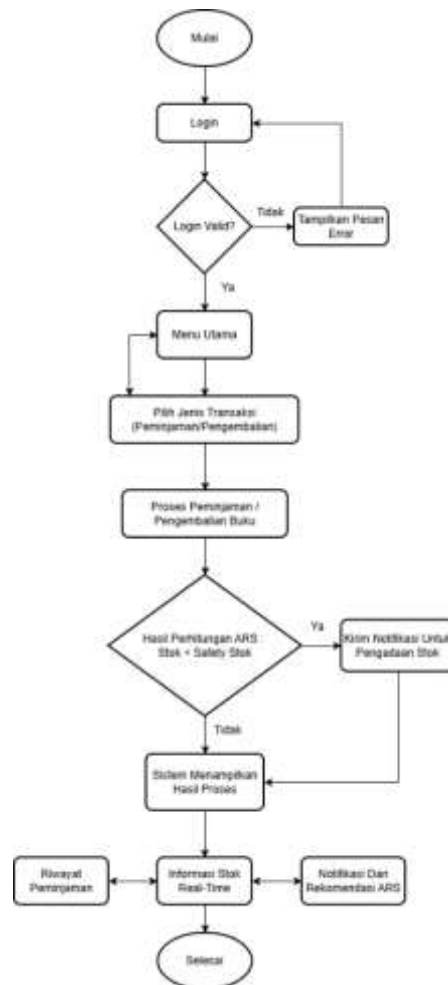 Mulai
Login
Login Valid?
Tidak
Tampilkan Pesan
Error
Ya
Menu Utama
Pilih Jenis Transaksi
(Peminjaman/Pengembalian)
Proses Peminjaman /
Pengembalian Buku
Hasil Perhitungan ARS :
Stok < Safety Stok
Ya
Kirim Notifikasi Untuk
Pengadaan Stok
Tidak
Sistem Menampilkan
Hasil Proses
Riwayat
Peminjaman
Informasi Stok
Real-Time
Notifikasi Dan
Rekomendasi ARS
Selesai